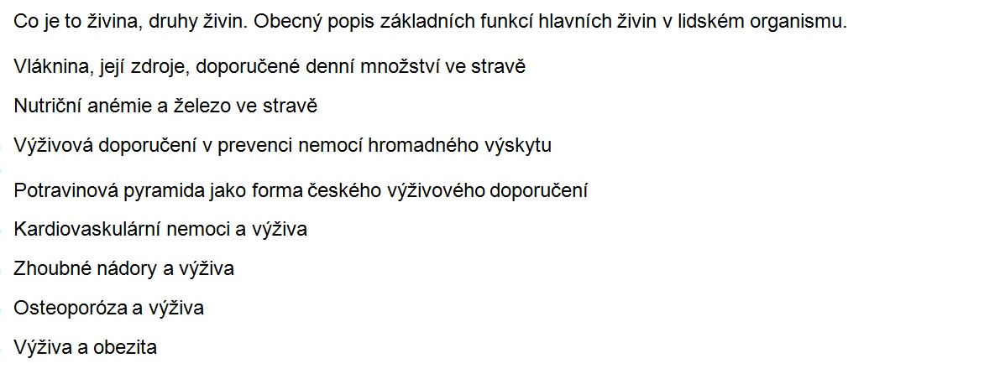 Co je to živina, druhy živin. Obecný popis základních funkcí hlavních živin v lidském organismu.
Vláknina, její zdroje, doporučené denní množství ve stravě
Nutriční anémie a železo ve stravě
Výživová doporučení v prevenci nemocí hromadného výskytu
Potravinová pyramida jako forma českého výživového doporučení
Kardiovaskulární nemoci a výživa
Zhoubné nádory a výživa
Osteoporóza a výživa
Výživa a obezita